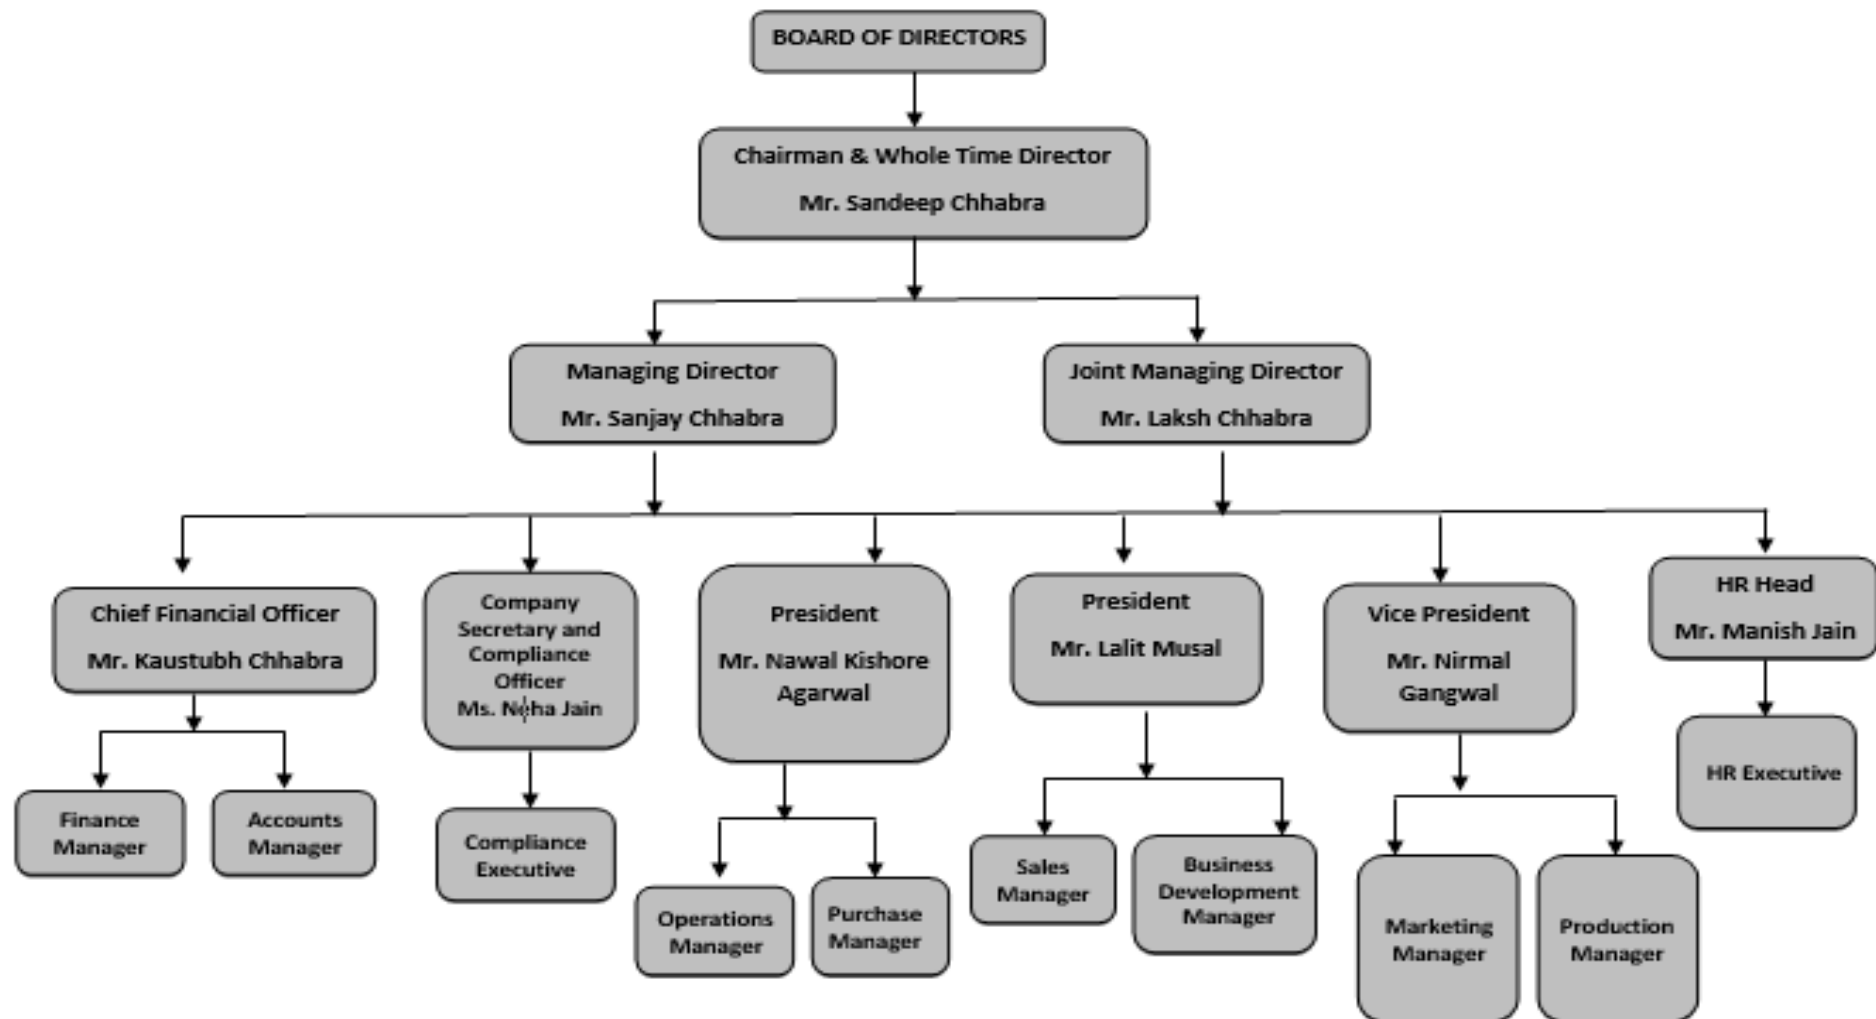 BOARD OF DIRECTORS
Chairman & Whole Time Director
Mr. Sandeep Chhabra
Managing Director
Mr. Sanjay Chhabra
Joint Managing Director
Mr. Laksh Chhabra
Chief Financial Officer
Mr. Kaustubh Chhabra
Company
Secretary and
Compliance
Officer
Ms. Neha Jain
President
Mr. Nawal Kishore
Agarwal
President
Mr. Lalit Musal
Vice President
Mr. Nirmal
Gangwal
HR Head
Mr. Manish Jain
Finance
Manager
Accounts
Manager
Compliance
Executive
Operations
Manager
Purchase
Manager
Sales
Manager
Business
Development
Manager
Marketing
Manager
Production
Manager
HR Executive